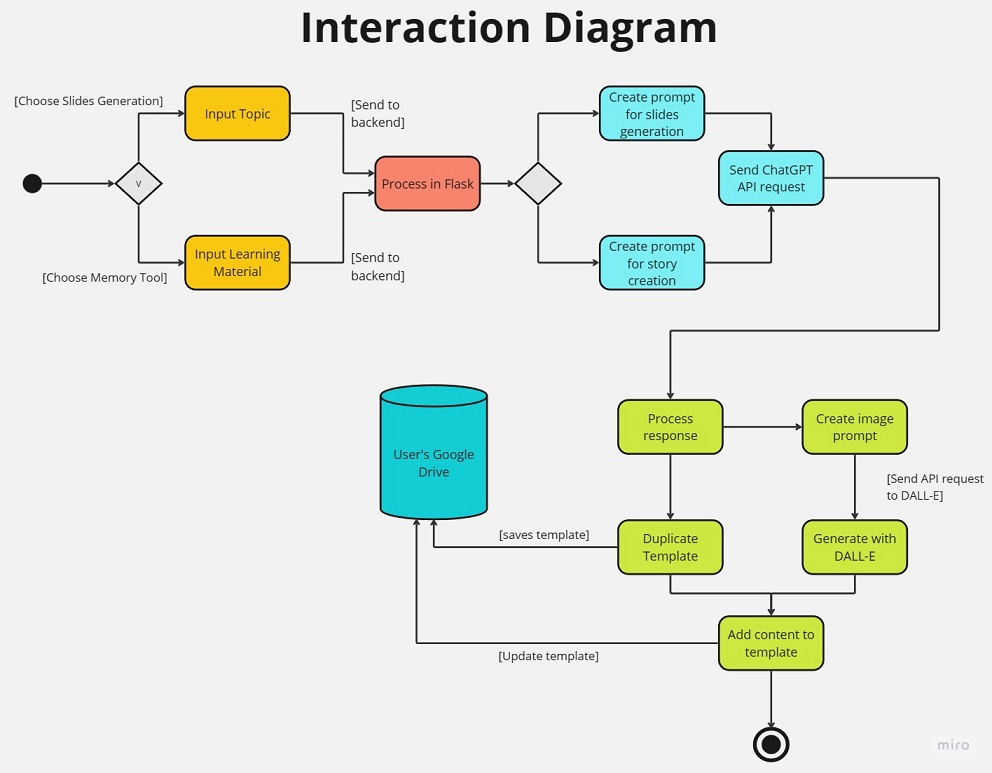 Interaction Diagram
[Choose Slides Generation]
Input Topic
[Send to
backend]
v
Process in Flask
[Choose Memory Tool]
Input Learning
Material
[Send to
backend]
Create prompt
for slides
generation
Send ChatGPT
API request
Create prompt
for story
creation
User's Google
Drive
Process
response
Create image
prompt
[Send API request
to DALL-E]
[saves template]
Duplicate
Template
Generate with
DALL-E
[Update template]
Add content to
template
miro